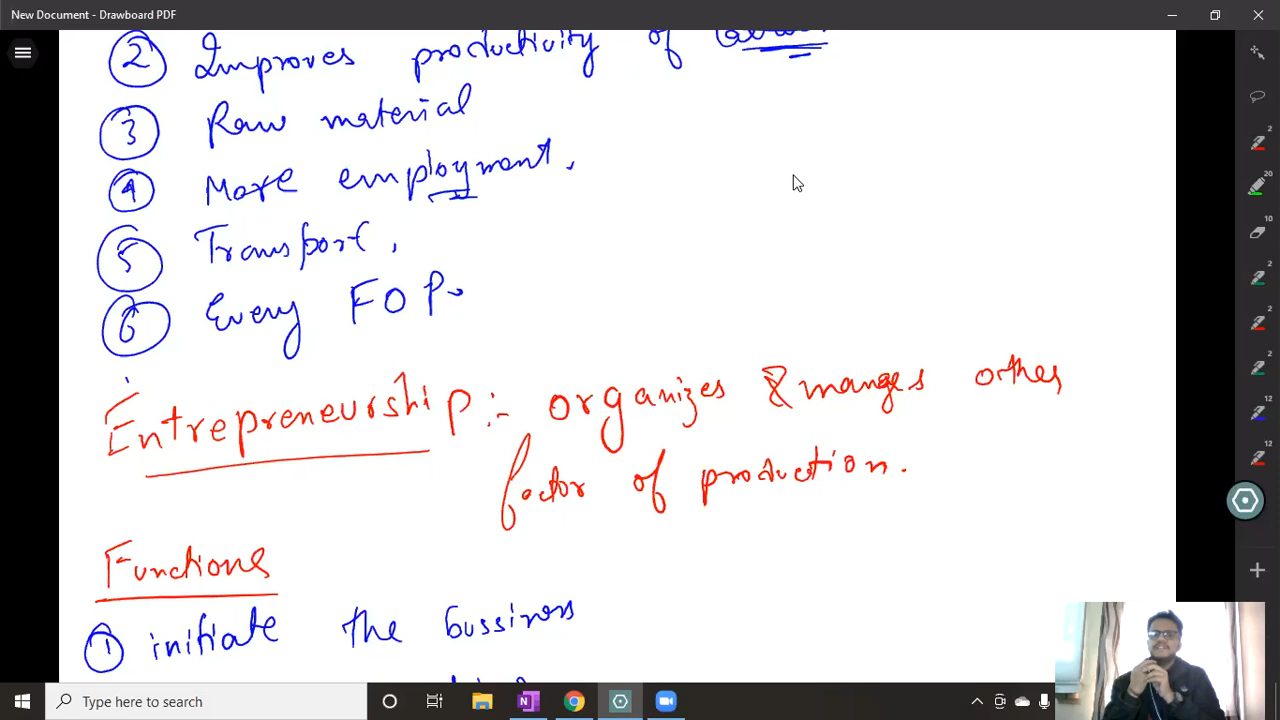 New Document - Drawboard PDF
② Improves productivity of
③ Raw material
④ More employment.
⑤ Transport.
⑥ Every FOP.
Entrepreneurship :- organizes & manges other
factor of production.
Functions
① initiate the bussiness
Type here to search